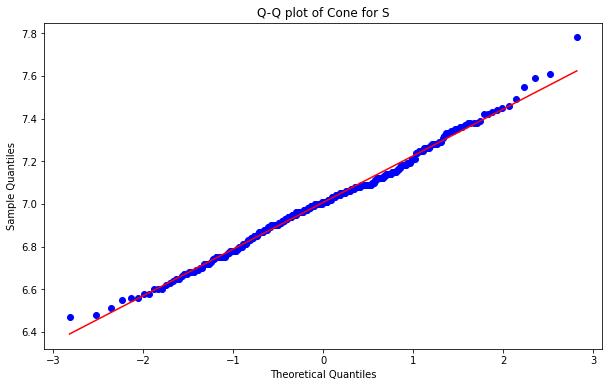 Q-Q plot of Cone for S
Sample Quantiles
7.8
7.6
7.4
7.2
7.0
6.8
6.6
6.4
−3 −2 −1 0 1 2 3
Theoretical Quantiles